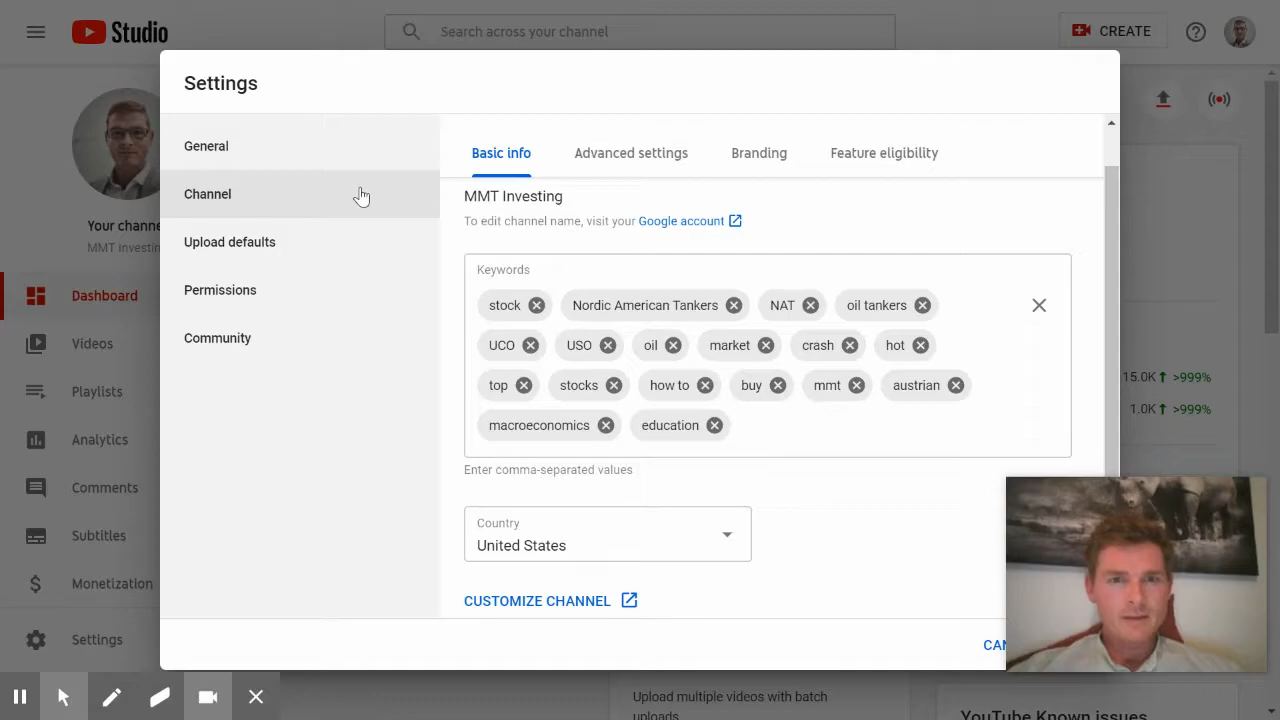 Studio
Search across your channel
CREATE
Settings
General
Channel
Upload defaults
Permissions
Community
Basic info
Advanced settings
Branding
Feature eligibility
MMT Investing
To edit channel name, visit your Google account
Keywords
stock
Nordic American Tankers
NAT
oil tankers
UCO
USO
oil
market
crash
hot
top
stocks
how to
buy
mmt
austrian
macroeconomics
education
Enter comma-separated values
Country
United States
CUSTOMIZE CHANNEL
CAN
Your channe
MMT Investin
Dashboard
Videos
Playlists
Analytics
Comments
Subtitles
Monetization
Settings
15.0K >999%
1.0K >999%
Upload multiple videos with batch
uploads
YouTube Known issues